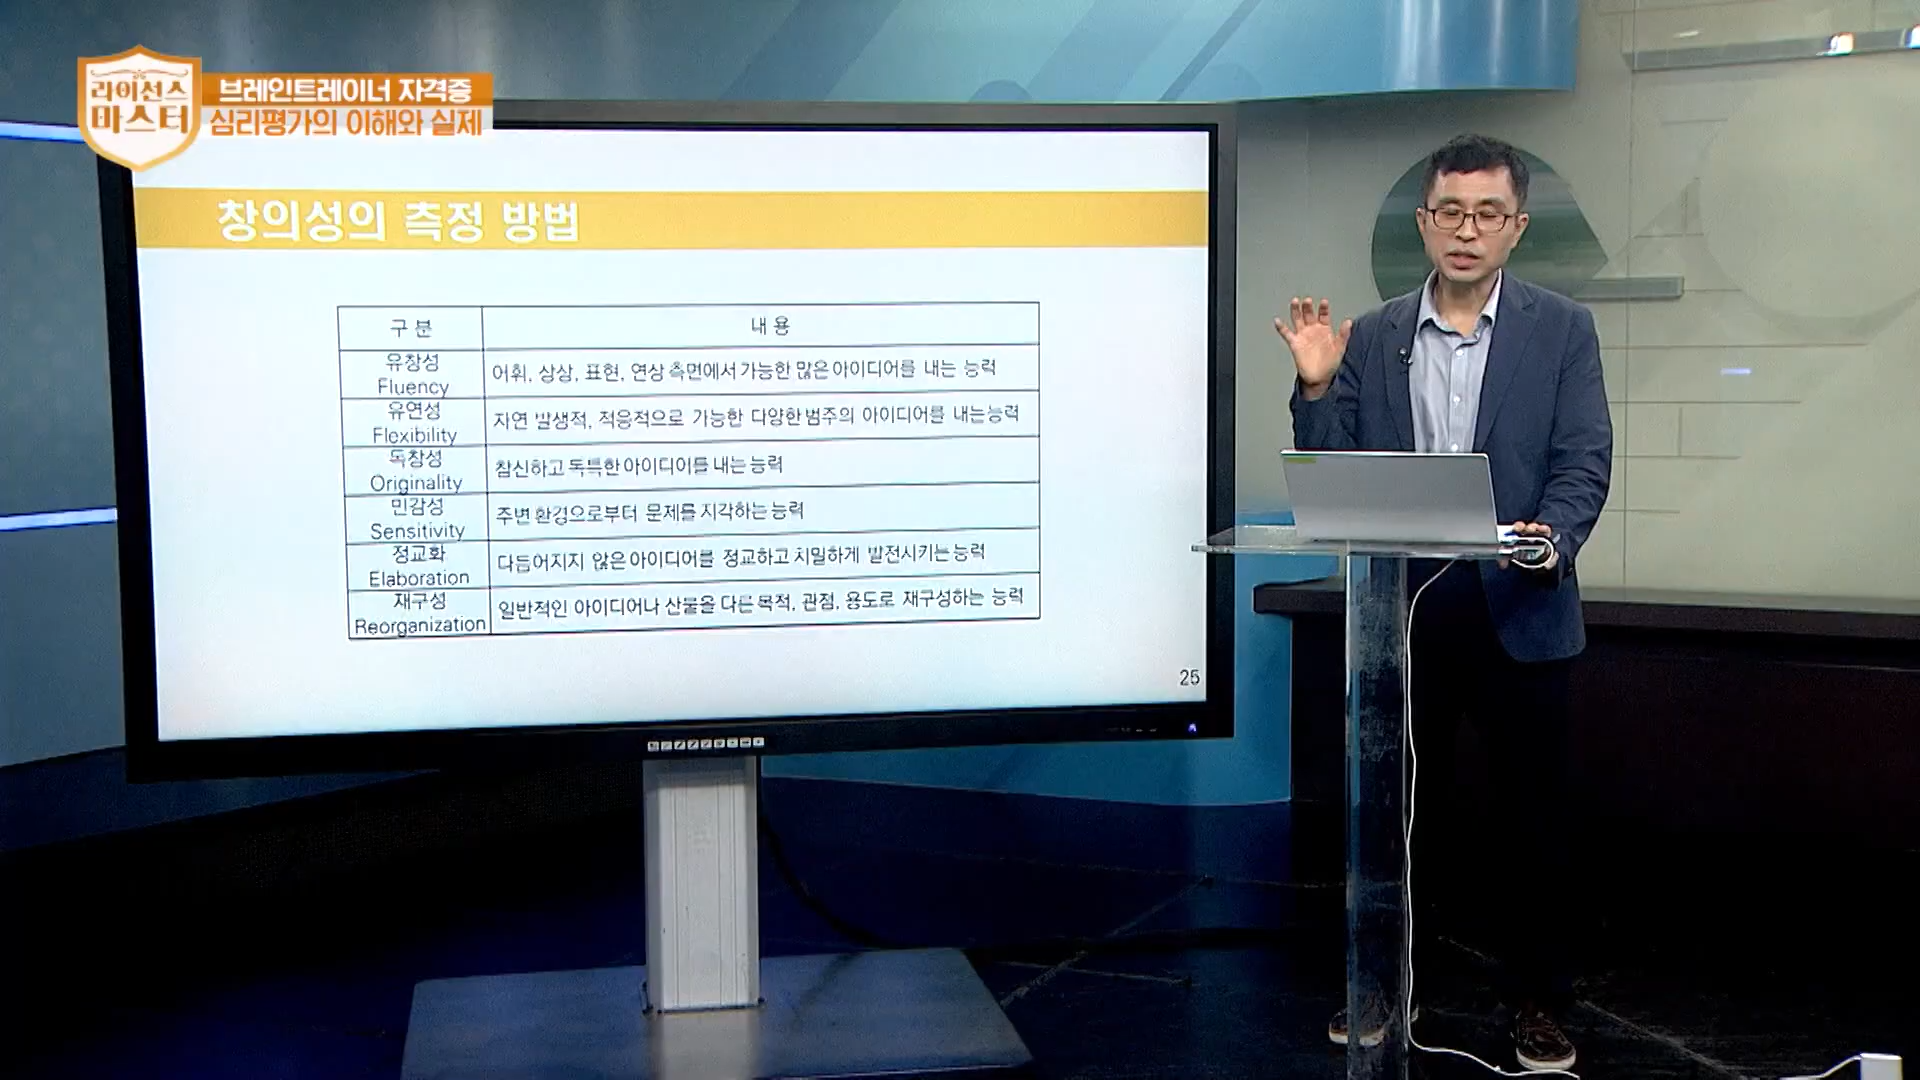 라이선스
마스터
브레인트레이너 자격증
심리평가의 이해와 실제
창의성의 측정 방법
구 분
내 용
유창성
Fluency
어휘, 상상, 표현, 연상 측면에서 가능한 많은 아이디어를 내는 능력
유연성
Flexibility
자연 발생적, 적응적으로 가능한 다양한 범주의 아이디어를 내는 능력
독창성
Originality
참신하고 독특한 아이디어를 내는 능력
민감성
Sensitivity
주변 환경으로부터 문제를 지각하는 능력
정교화
Elaboration
다듬어지지 않은 아이디어를 정교하고 치밀하게 발전시키는 능력
재구성
Reorganization
일반적인 아이디어나 산물을 다른 목적, 관점, 용도로 재구성하는 능력
25